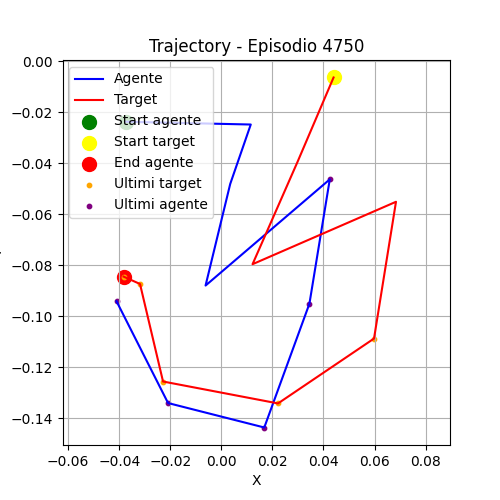 Trajectory - Episodio 4750
Agente
Target
Start agente
Start target
End agente
Ultimi target
Ultimi agente
0.00
−0.02
−0.04
−0.06
−0.08
−0.10
−0.12
−0.14
−0.06 −0.04 −0.02 0.00 0.02 0.04 0.06 0.08
X